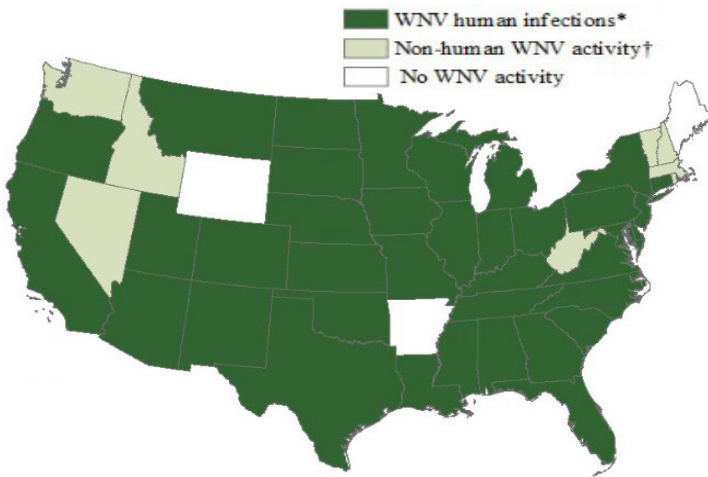 WNV human infections*
Non-human WNV activity†
No WNV activity